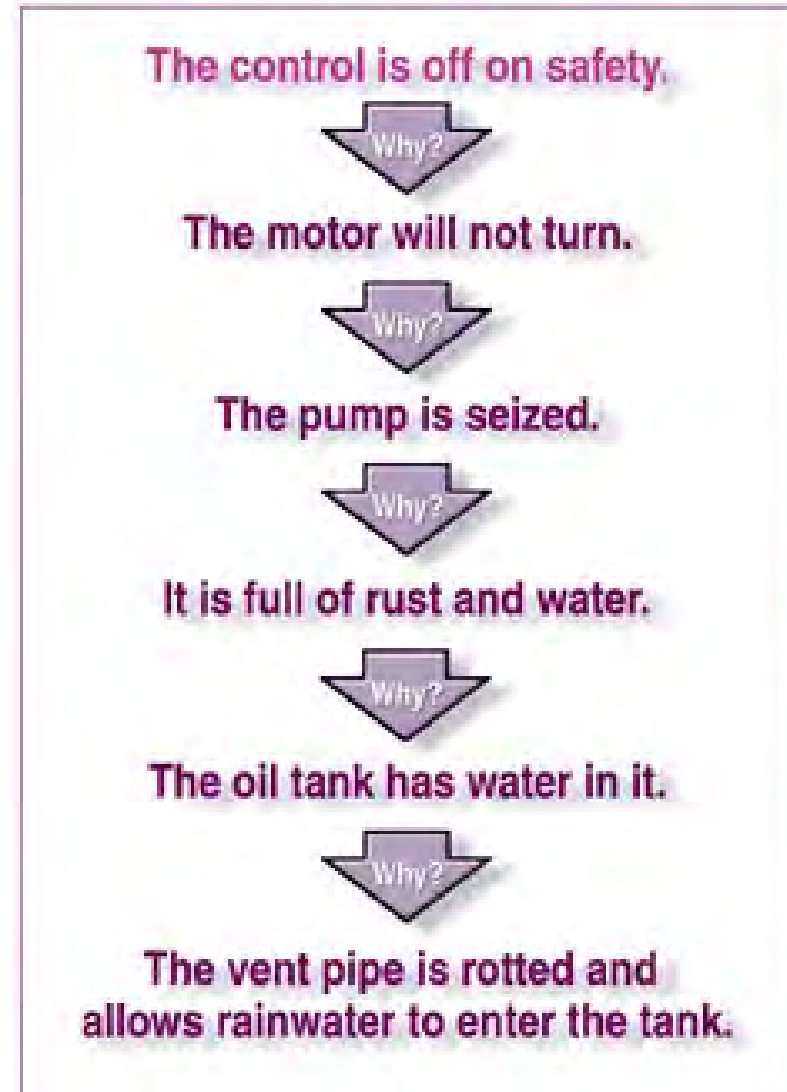 The control is off on safety.
Why?
The motor will not turn.
Why?
The pump is seized.
Why?
It is full of rust and water.
Why?
The oil tank has water in it.
Why?
The vent pipe is rotted and
allows rainwater to enter the tank.